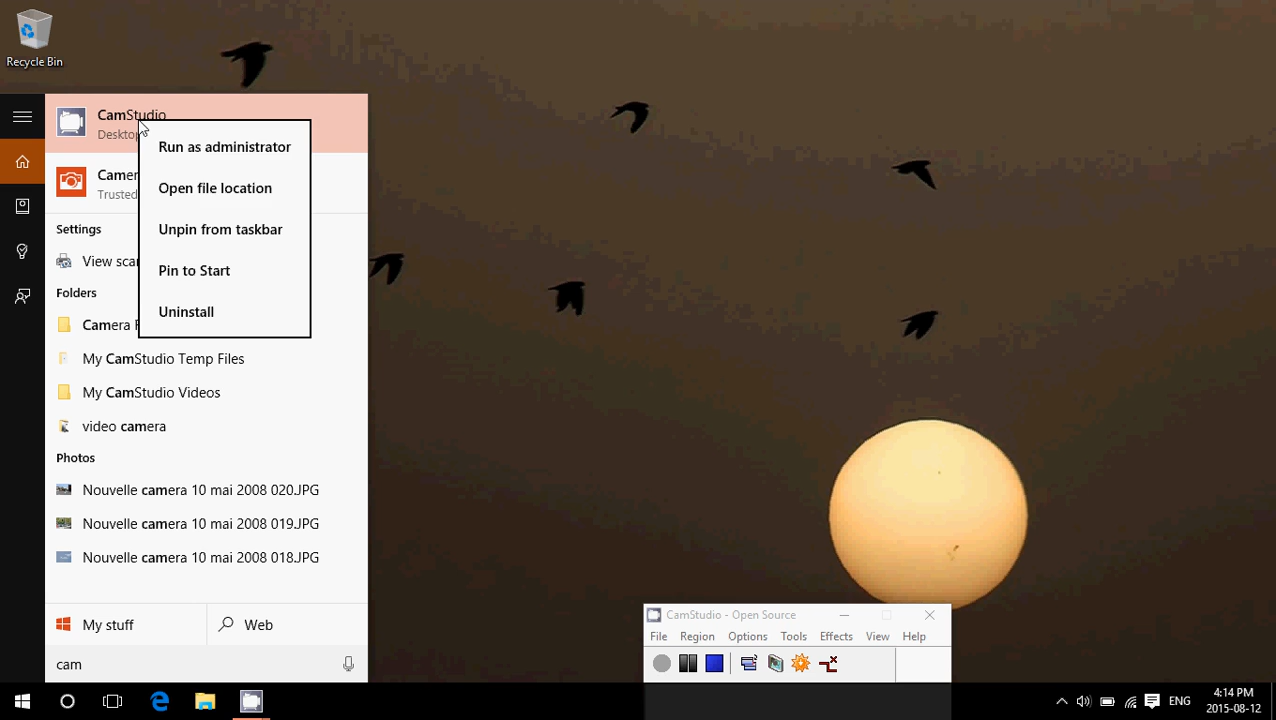 Recycle Bin
CamStudio
Desktop
Run as administrator
Camer
Trusted
Open file location
Settings
Unpin from taskbar
View scan
Pin to Start
Folders
Uninstall
Camera
My CamStudio Temp Files
My CamStudio Videos
video camera
Photos
Nouvelle camera 10 mai 2008 020.JPG
Nouvelle camera 10 mai 2008 019.JPG
Nouvelle camera 10 mai 2008 018.JPG
My stuff
Web
cam
CamStudio - Open Source
File Region Options Tools Effects View Help
ENG
4:14 PM
2015-08-12